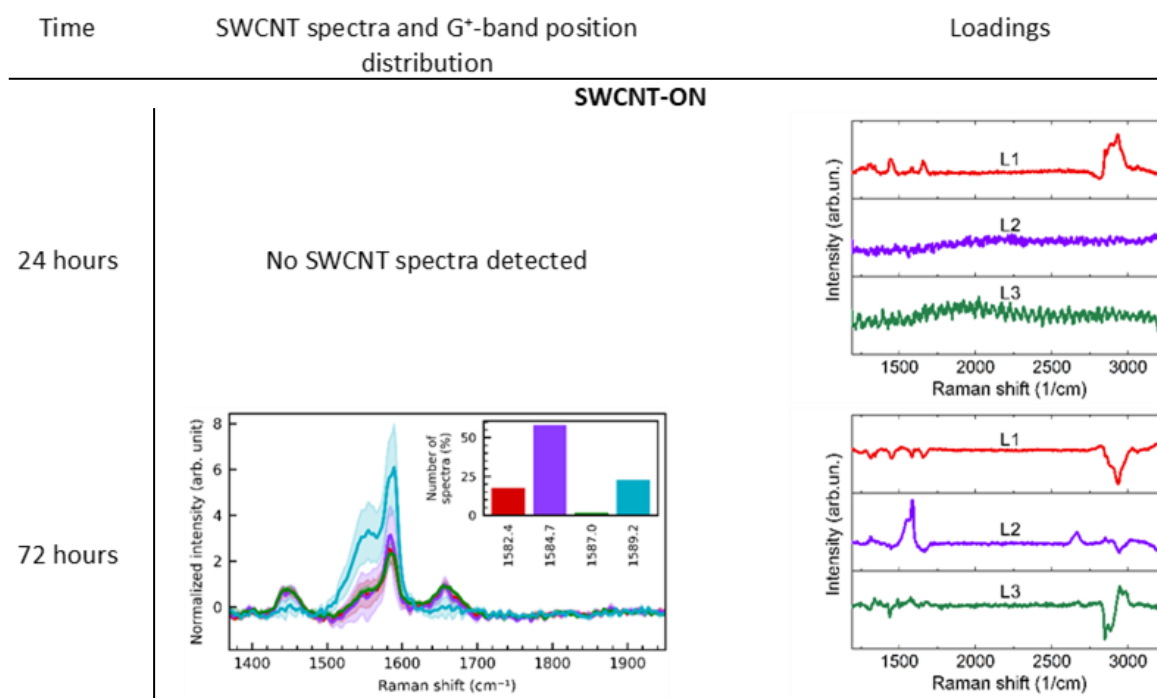 Time
SWCNT spectra and G⁺-band position
distribution
Loadings
SWCNT-ON
24 hours
No SWCNT spectra detected
Intensity (arb.un.)
L1
L2
L3
1500 2000 2500 3000
Raman shift (1/cm)
72 hours
Normalized intensity (arb. unit)
8
6
4
2
0
1400 1500 1600 1700 1800 1900
Raman shift (cm⁻¹)
Number of
spectra (%)
50
25
0
1582.4
1584.7
1587.0
1589.2
Intensity (arb.un.)
L1
L2
L3
1500 2000 2500 3000
Raman shift (1/cm)